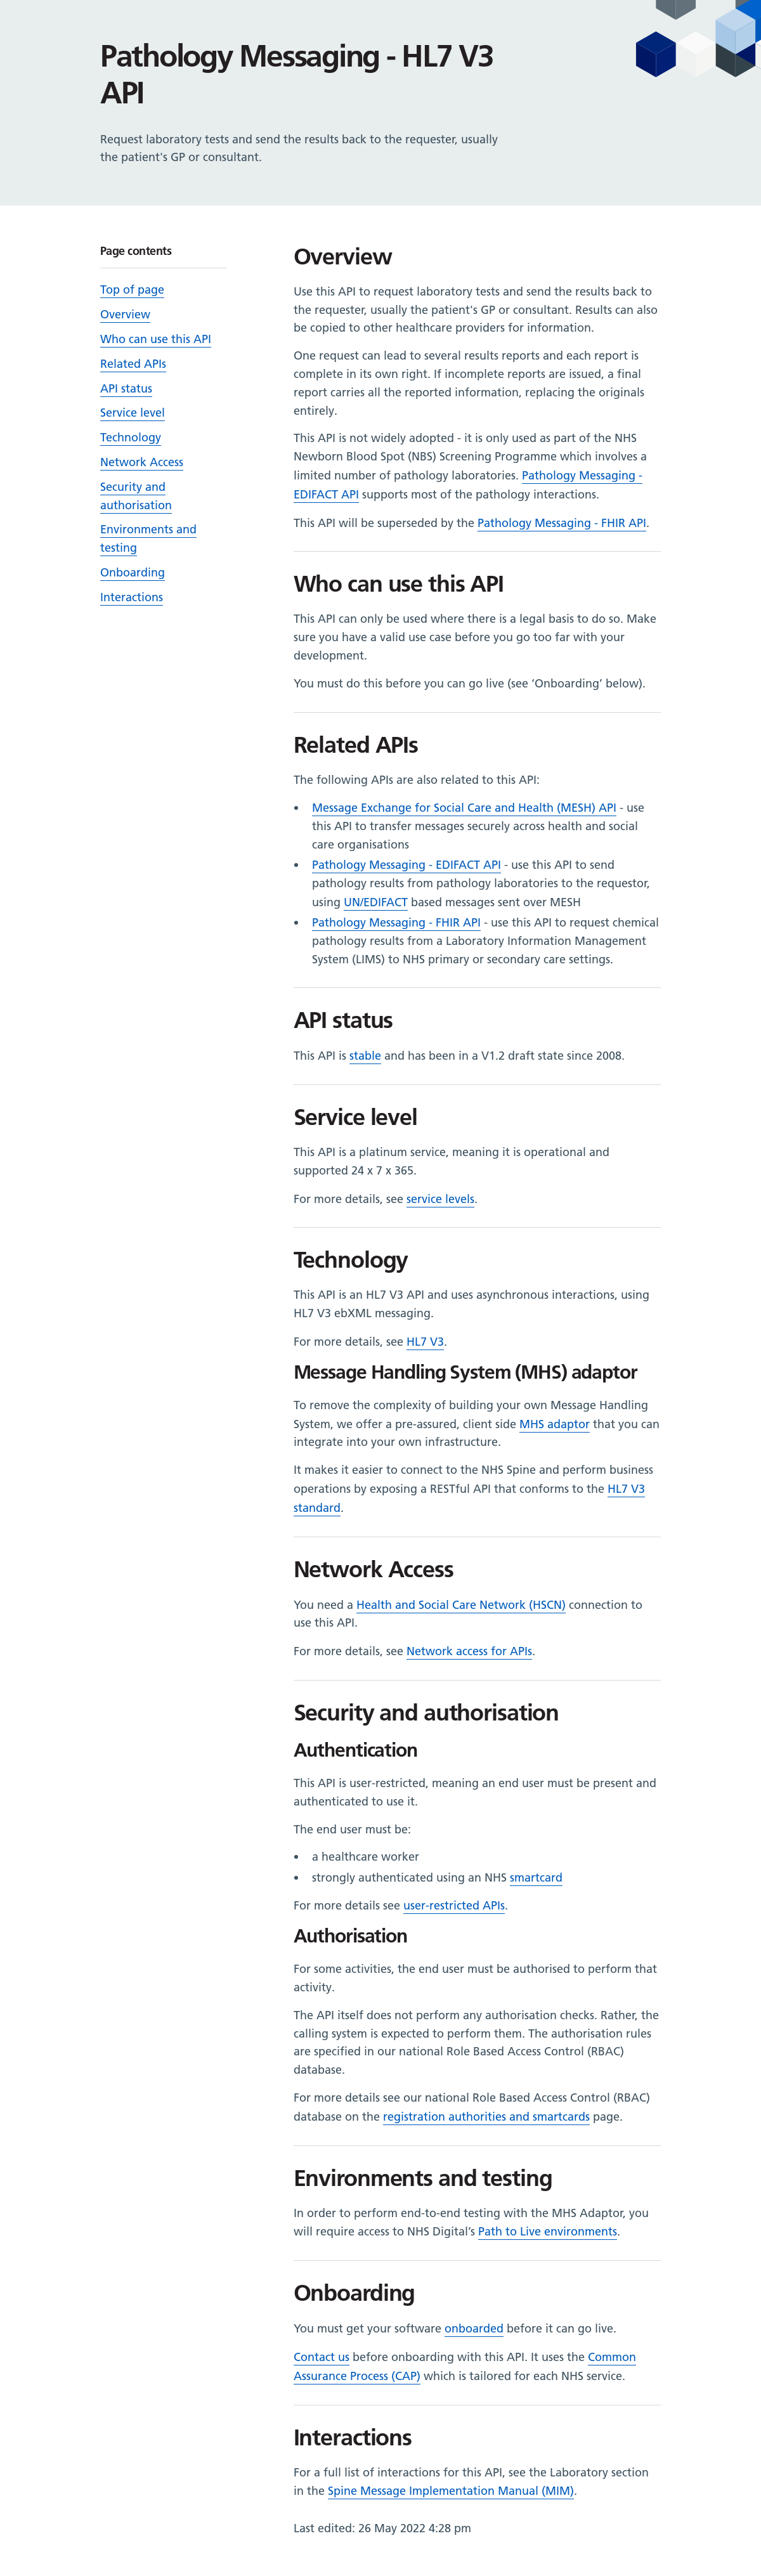 Pathology Messaging - HL7 V3
API
Request laboratory tests and send the results back to the requester, usually
the patient's GP or consultant.
Page contents
Top of page
Overview
Who can use this API
Related APIs
API status
Service level
Technology
Network Access
Security and
authorisation
Environments and
testing
Onboarding
Interactions
Overview
Use this API to request laboratory tests and send the results back to
the requester, usually the patient's GP or consultant. Results can also
be copied to other healthcare providers for information.
One request can lead to several results reports and each report is
complete in its own right. If incomplete reports are issued, a final
report carries all the reported information, replacing the originals
entirely.
This API is not widely adopted - it is only used as part of the NHS
Newborn Blood Spot (NBS) Screening Programme which involves a
limited number of pathology laboratories. Pathology Messaging -
EDIFACT API supports most of the pathology interactions.
This API will be superseded by the Pathology Messaging - FHIR API.
Who can use this API
This API can only be used where there is a legal basis to do so. Make
sure you have a valid use case before you go too far with your
development.
You must do this before you can go live (see ‘Onboarding’ below).
Related APIs
The following APIs are also related to this API:
• Message Exchange for Social Care and Health (MESH) API - use
this API to transfer messages securely across health and social
care organisations
• Pathology Messaging - EDIFACT API - use this API to send
pathology results from pathology laboratories to the requestor,
using UN/EDIFACT based messages sent over MESH
• Pathology Messaging - FHIR API - use this API to request chemical
pathology results from a Laboratory Information Management
System (LIMS) to NHS primary or secondary care settings.
API status
This API is stable and has been in a V1.2 draft state since 2008.
Service level
This API is a platinum service, meaning it is operational and
supported 24 x 7 x 365.
For more details, see service levels.
Technology
This API is an HL7 V3 API and uses asynchronous interactions, using
HL7 V3 ebXML messaging.
For more details, see HL7 V3.
Message Handling System (MHS) adaptor
To remove the complexity of building your own Message Handling
System, we offer a pre-assured, client side MHS adaptor that you can
integrate into your own infrastructure.
It makes it easier to connect to the NHS Spine and perform business
operations by exposing a RESTful API that conforms to the HL7 V3
standard.
Network Access
You need a Health and Social Care Network (HSCN) connection to
use this API.
For more details, see Network access for APIs.
Security and authorisation
Authentication
This API is user-restricted, meaning an end user must be present and
authenticated to use it.
The end user must be:
• a healthcare worker
• strongly authenticated using an NHS smartcard
For more details see user-restricted APIs.
Authorisation
For some activities, the end user must be authorised to perform that
activity.
The API itself does not perform any authorisation checks. Rather, the
calling system is expected to perform them. The authorisation rules
are specified in our national Role Based Access Control (RBAC)
database.
For more details see our national Role Based Access Control (RBAC)
database on the registration authorities and smartcards page.
Environments and testing
In order to perform end-to-end testing with the MHS Adaptor, you
will require access to NHS Digital’s Path to Live environments.
Onboarding
You must get your software onboarded before it can go live.
Contact us before onboarding with this API. It uses the Common
Assurance Process (CAP) which is tailored for each NHS service.
Interactions
For a full list of interactions for this API, see the Laboratory section
in the Spine Message Implementation Manual (MIM).
Last edited: 26 May 2022 4:28 pm